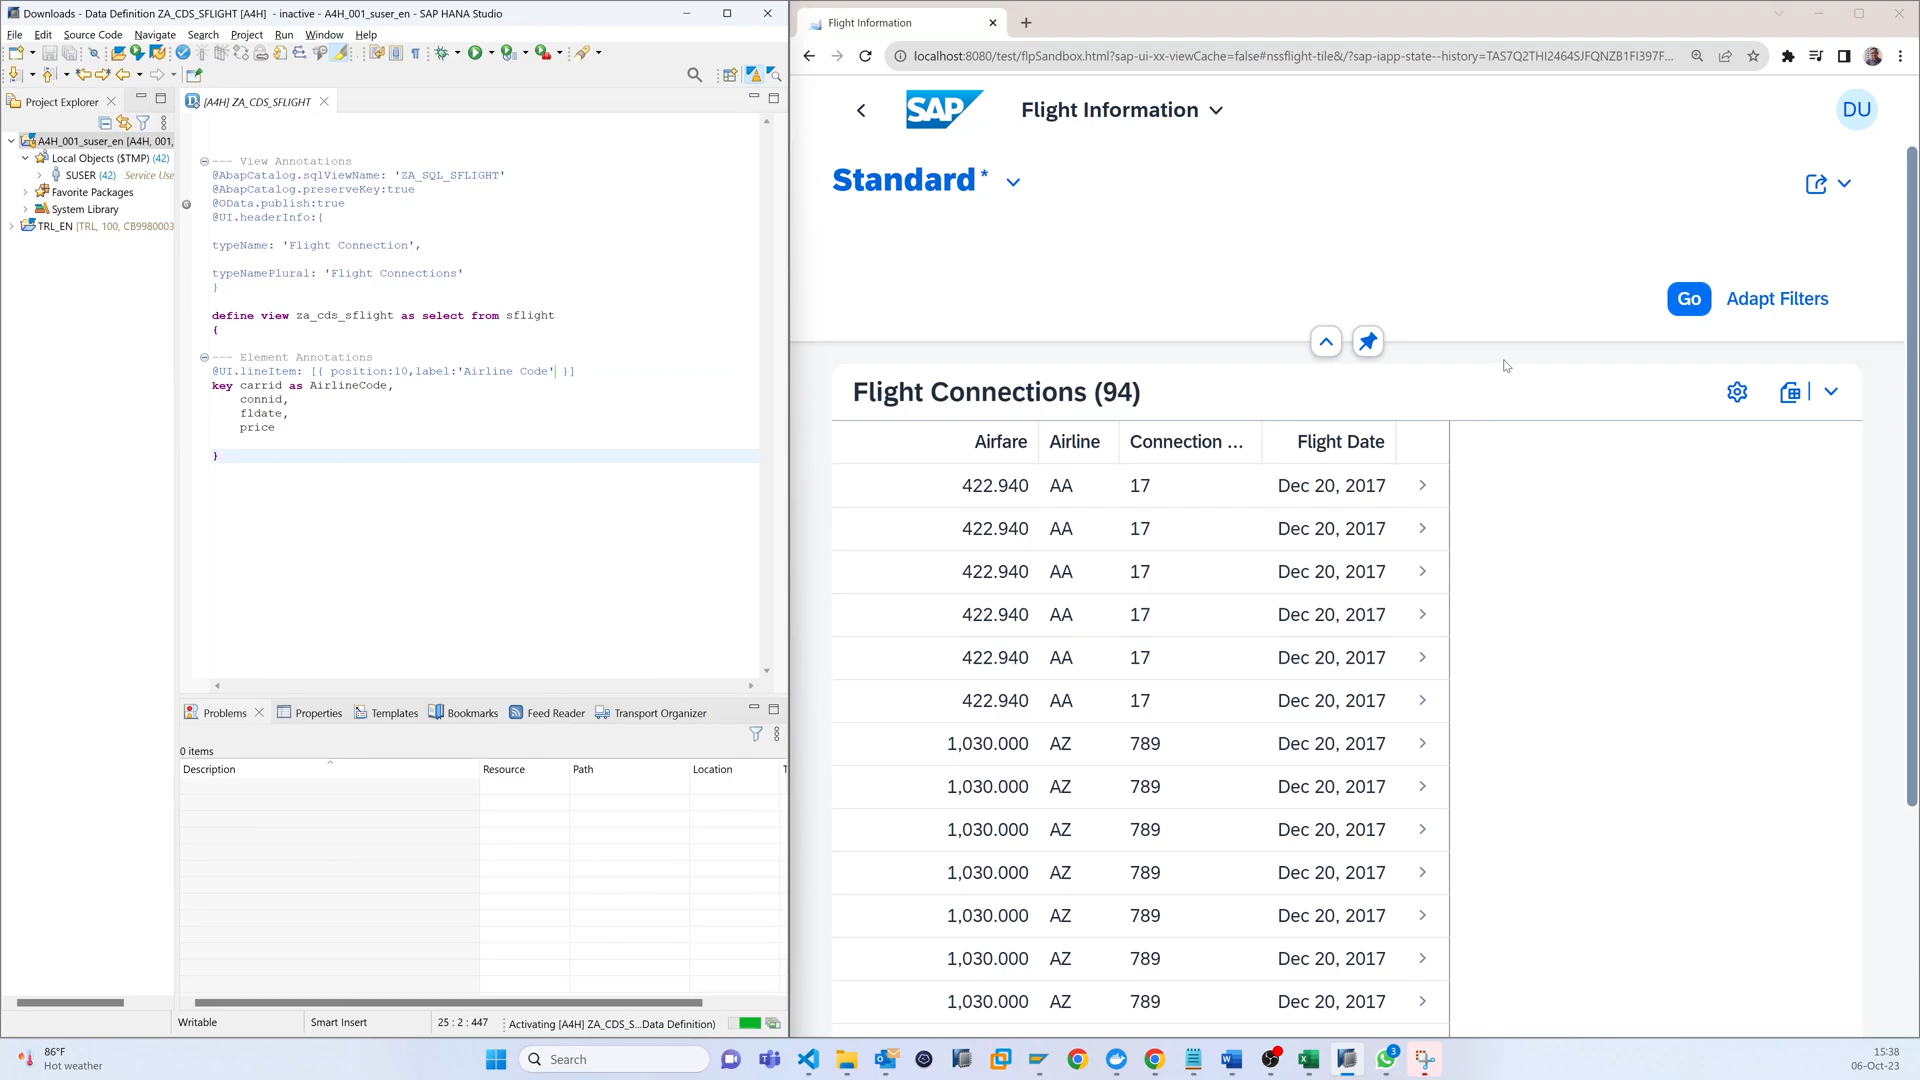 Downloads - Data Definition ZA_CDS_SFLIGHT [A4H] - inactive - A4H_001_suser_en - SAP HANA Studio
File Edit Source Code Navigate Search Project Run Window Help
Project Explorer
A4H_001_suser_en [A4H, 001,
Local Objects ($TMP) (42)
SUSER (42) Service Use
Favorite Packages
System Library
TRL_EN [TRL, 100, CB9980003
[A4H] ZA_CDS_SFLIGHT
--- View Annotations
@AbapCatalog.sqlViewName: 'ZA_SQL_SFLIGHT'
@AbapCatalog.preserveKey:true
@OData.publish:true
@UI.headerInfo:{
typeName: 'Flight Connection',
typeNamePlural: 'Flight Connections'
}
define view za_cds_sflight as select from sflight
{
--- Element Annotations
@UI.lineItem: [{ position:10,label:'Airline Code' }]
key carrid as AirlineCode,
connid,
fldate,
price
}
Problems Properties Templates Bookmarks Feed Reader Transport Organizer
0 items
Description Resource Path Location T
Writable Smart Insert 25 : 2 : 447 Activating [A4H] ZA_CDS_S...Data Definition)
Flight Information
localhost:8080/test/flpSandbox.html?sap-ui-xx-viewCache=false#nssflight-tile&/?sap-iapp-state--history=TAS7Q2THI2464SJFQNZB1FI397F...
SAP Flight Information DU
Standard *
Go Adapt Filters
Flight Connections (94)
Airfare Airline Connection ... Flight Date
422.940 AA 17 Dec 20, 2017
422.940 AA 17 Dec 20, 2017
422.940 AA 17 Dec 20, 2017
422.940 AA 17 Dec 20, 2017
422.940 AA 17 Dec 20, 2017
422.940 AA 17 Dec 20, 2017
1,030.000 AZ 789 Dec 20, 2017
1,030.000 AZ 789 Dec 20, 2017
1,030.000 AZ 789 Dec 20, 2017
1,030.000 AZ 789 Dec 20, 2017
1,030.000 AZ 789 Dec 20, 2017
1,030.000 AZ 789 Dec 20, 2017
1,030.000 AZ 789 Dec 20, 2017
86°F
Hot weather
Search
3
15:38
06-Oct-23